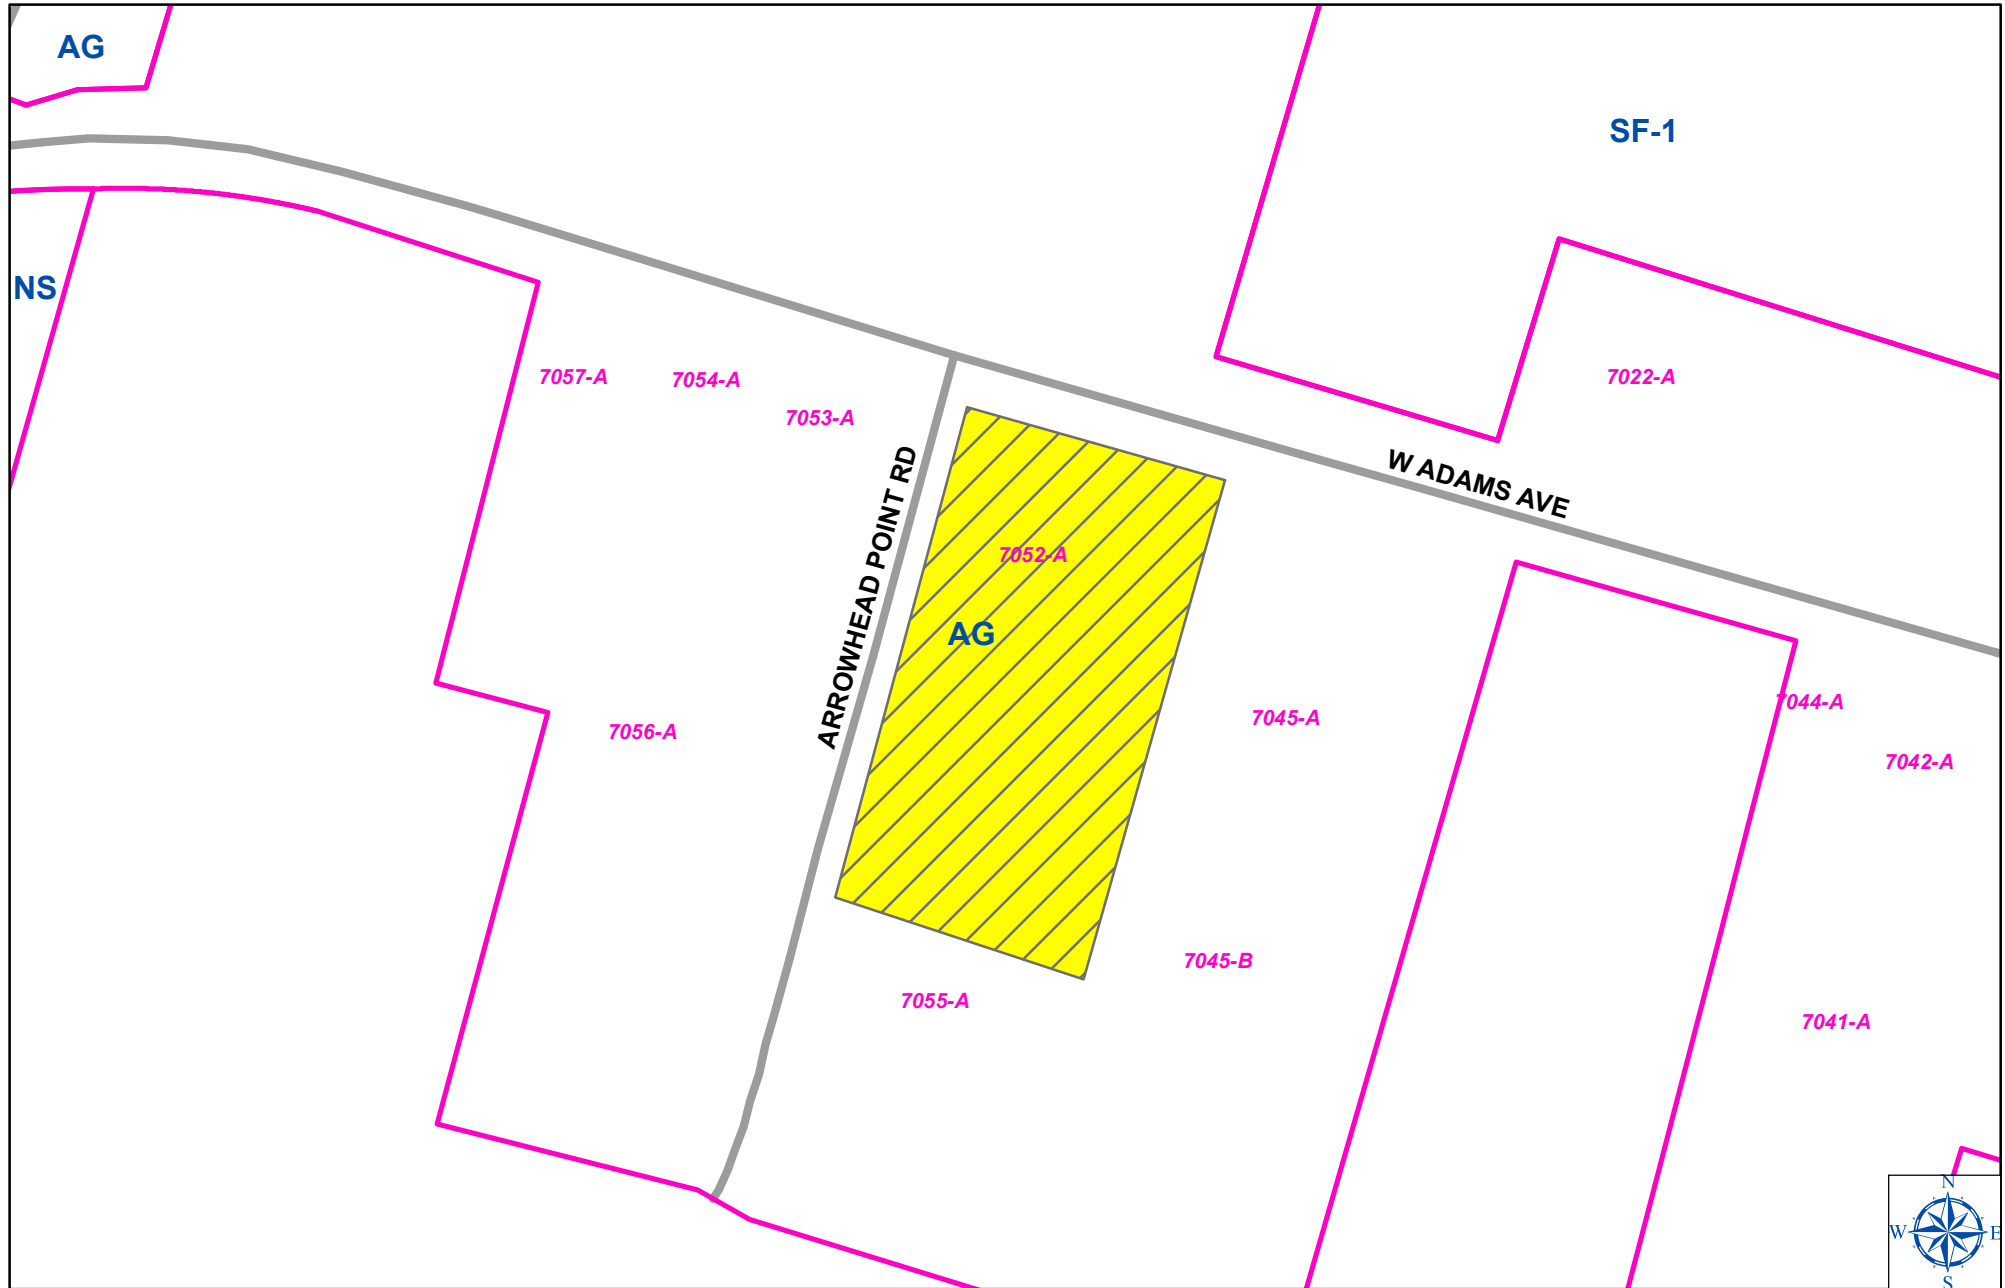 AG
SF-1
NS
7057-A
7054-A
7053-A
7022-A
W ADAMS AVE
ARROWHEAD POINT RD
7052-A
AG
7056-A
7045-A
7044-A
7042-A
7045-B
7055-A
7041-A
N
W E
S